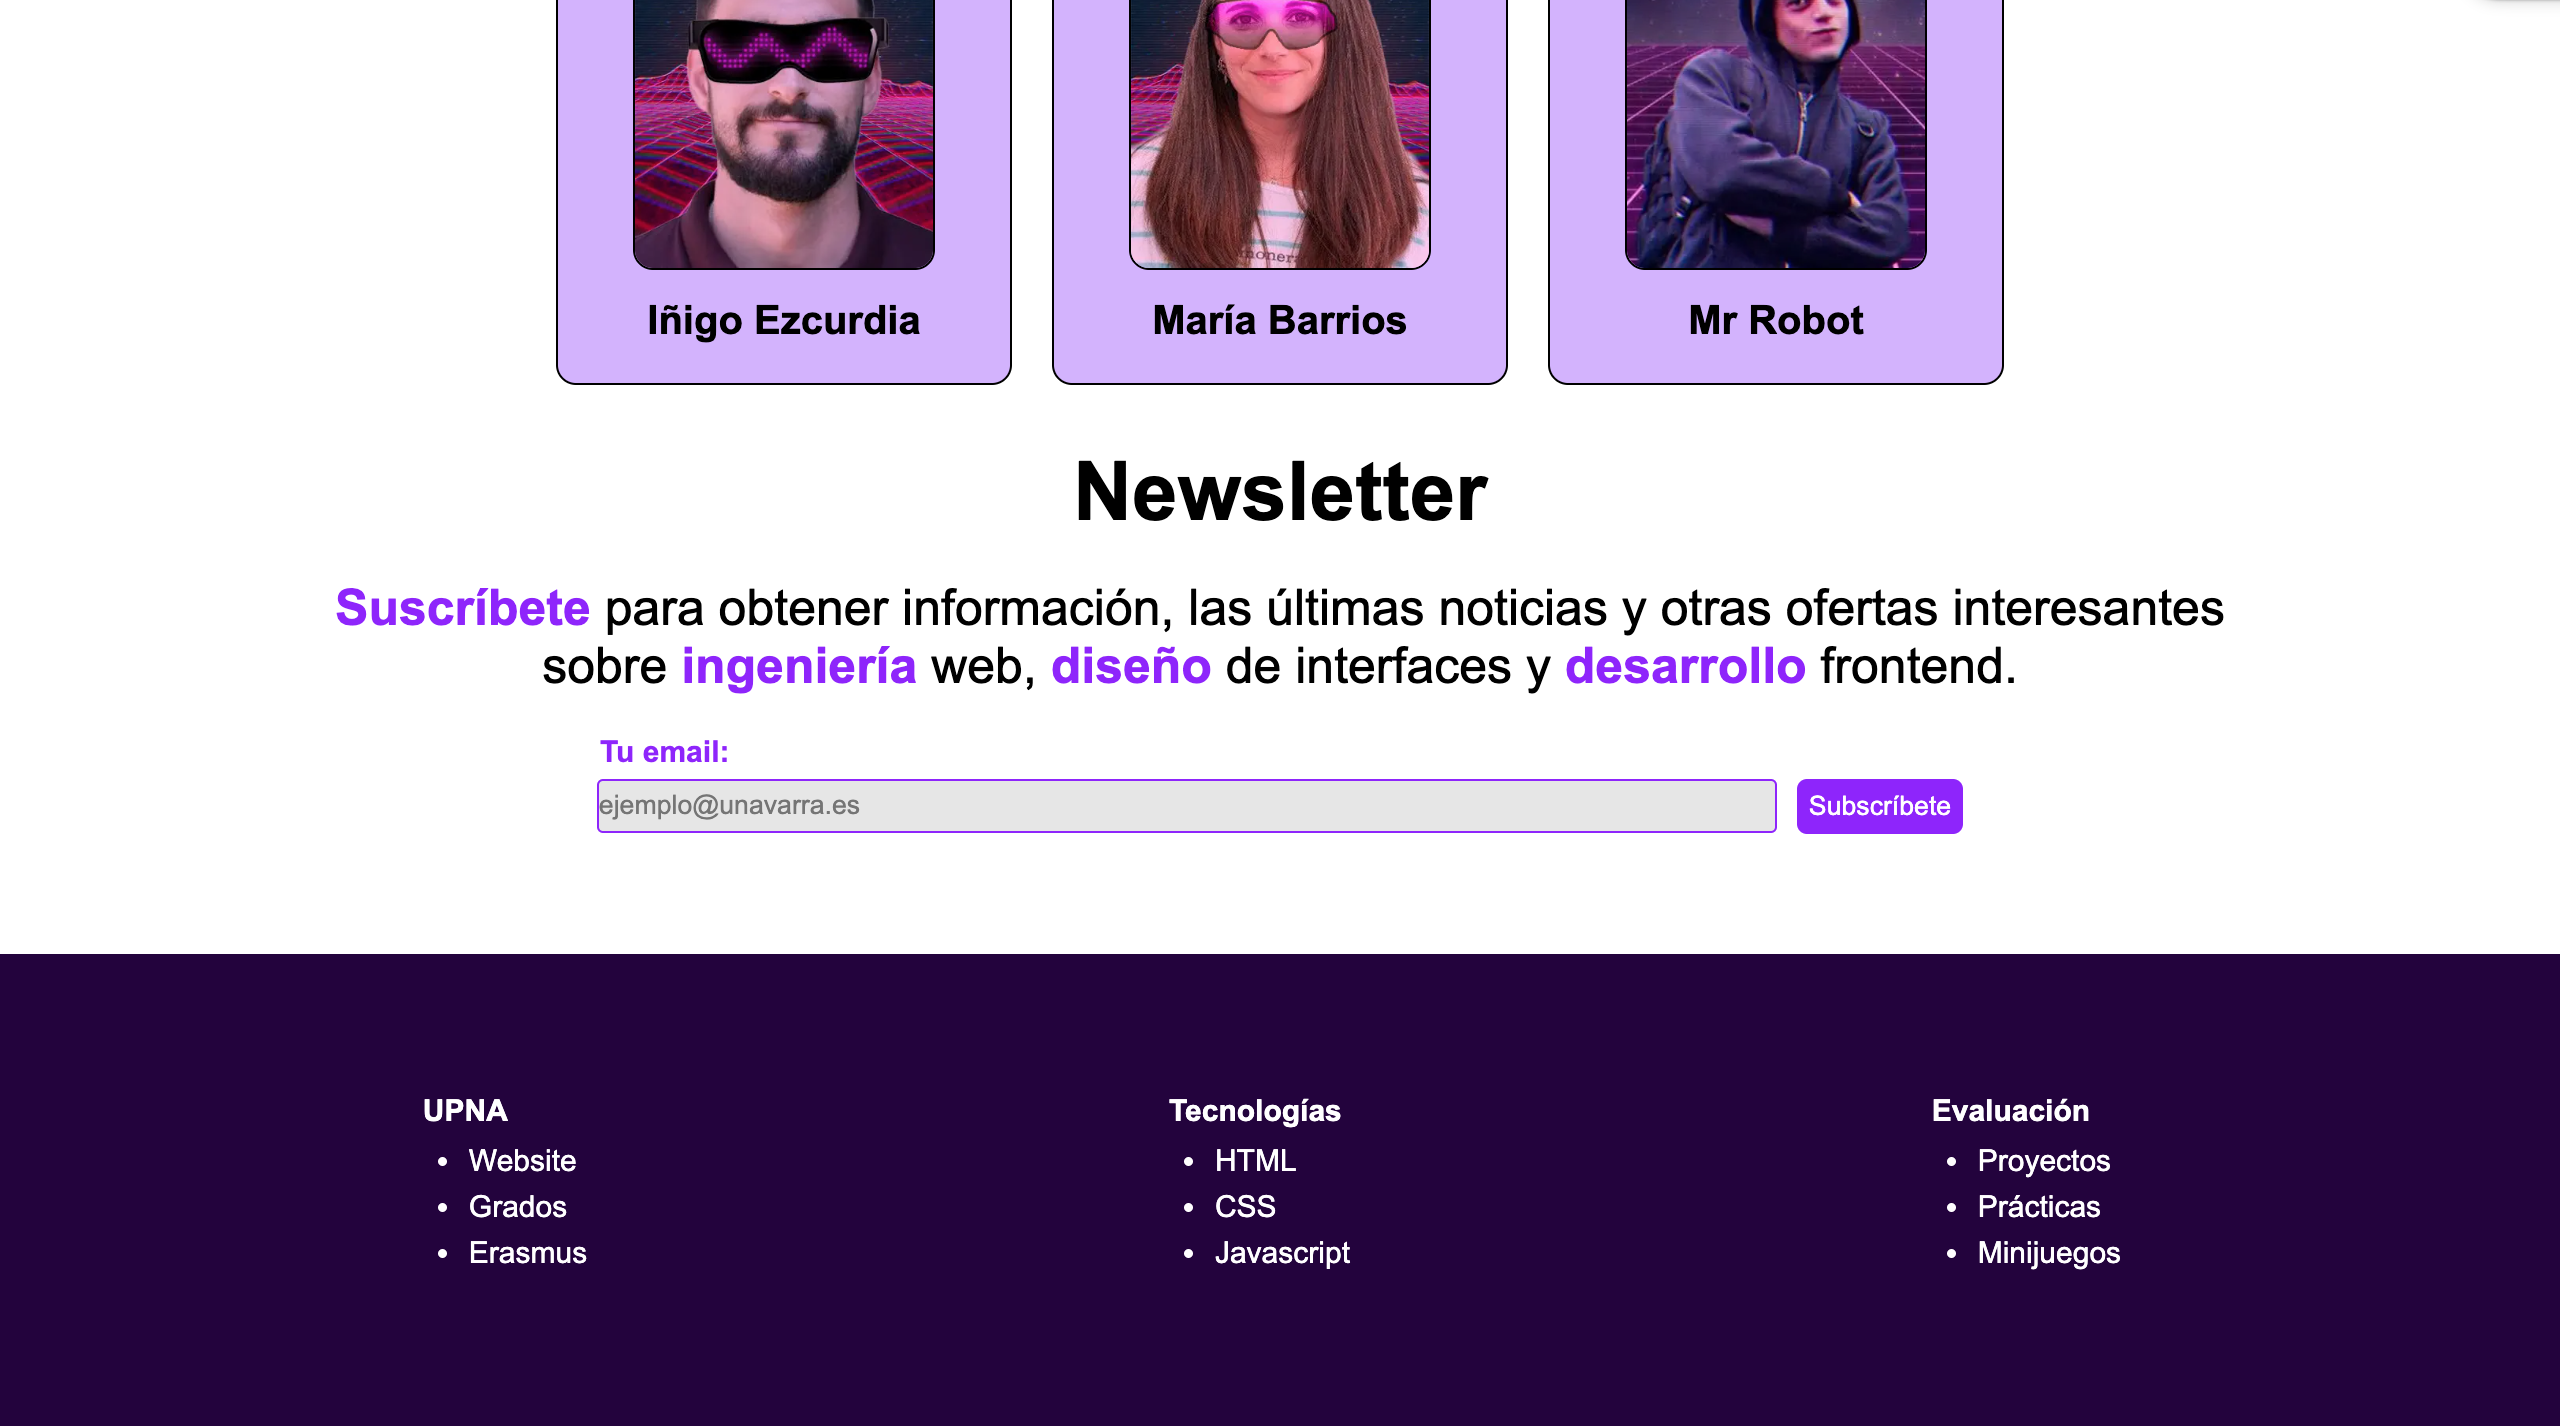 Iñigo Ezcurdia
María Barrios
Mr Robot
Newsletter
Suscríbete para obtener información, las últimas noticias y otras ofertas interesantes
sobre ingeniería web, diseño de interfaces y desarrollo frontend.
Tu email:
ejemplo@unavarra.es
Subscríbete
UPNA
Website
Grados
Erasmus
Tecnologías
HTML
CSS
Javascript
Evaluación
Proyectos
Prácticas
Minijuegos